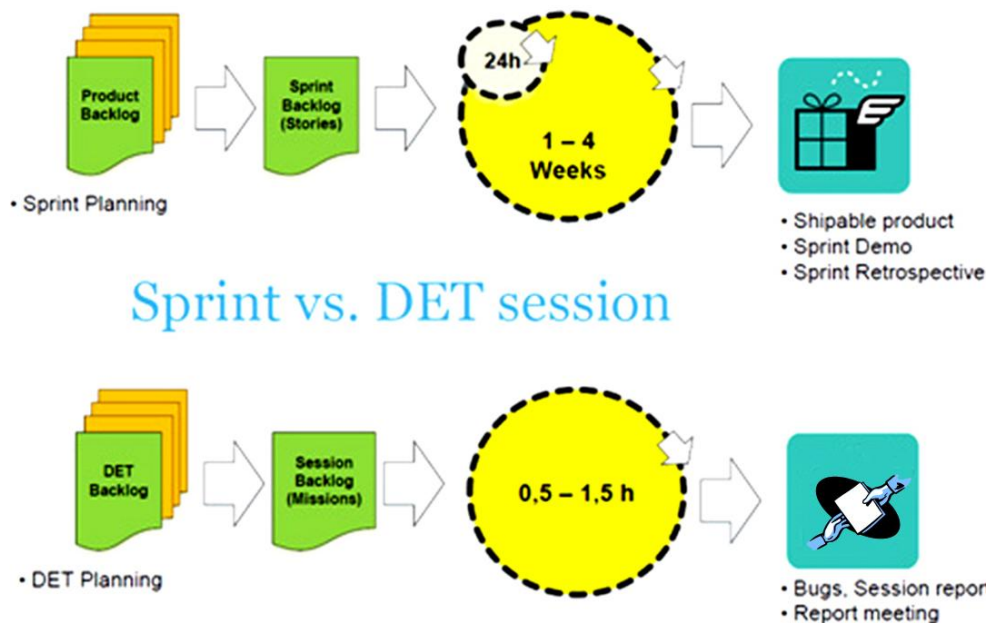 Product
Backlog
Sprint
Backlog
(Stories)
24h
1 – 4
Weeks
• Sprint Planning
• Shipable product
• Sprint Demo
• Sprint Retrospective
Sprint vs. DET session
DET
Backlog
Session
Backlog
(Missions)
0,5 – 1,5 h
• DET Planning
• Bugs, Session report
• Report meeting